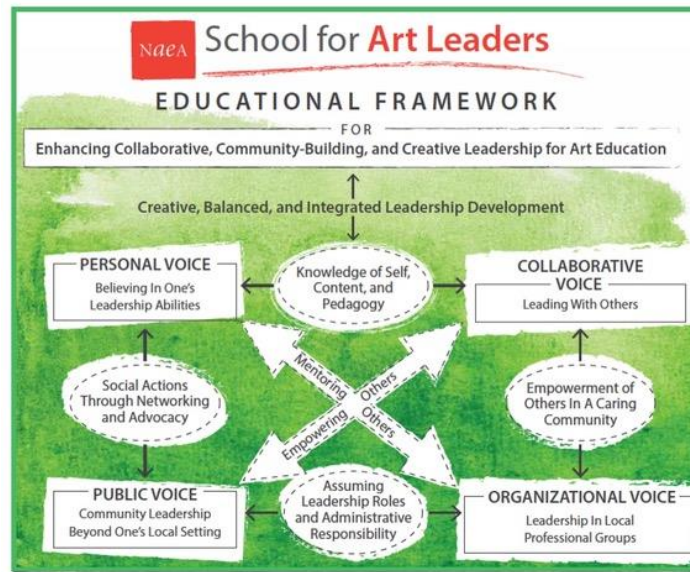 NaeA School for Art Leaders
EDUCATIONAL FRAMEWORK
FOR
Enhancing Collaborative, Community-Building, and Creative Leadership for Art Education
Creative, Balanced, and Integrated Leadership Development
PERSONAL VOICE
Believing In One's
Leadership Abilities
Knowledge of Self,
Content, and
Pedagogy
COLLABORATIVE
VOICE
Leading With Others
Mentoring Others
Empowering Others
Social Actions
Through Networking
and Advocacy
Empowerment of
Others In A Caring
Community
PUBLIC VOICE
Community Leadership
Beyond One's Local Setting
Assuming
Leadership Roles
and Administrative
Responsibility
ORGANIZATIONAL VOICE
Leadership In Local
Professional Groups